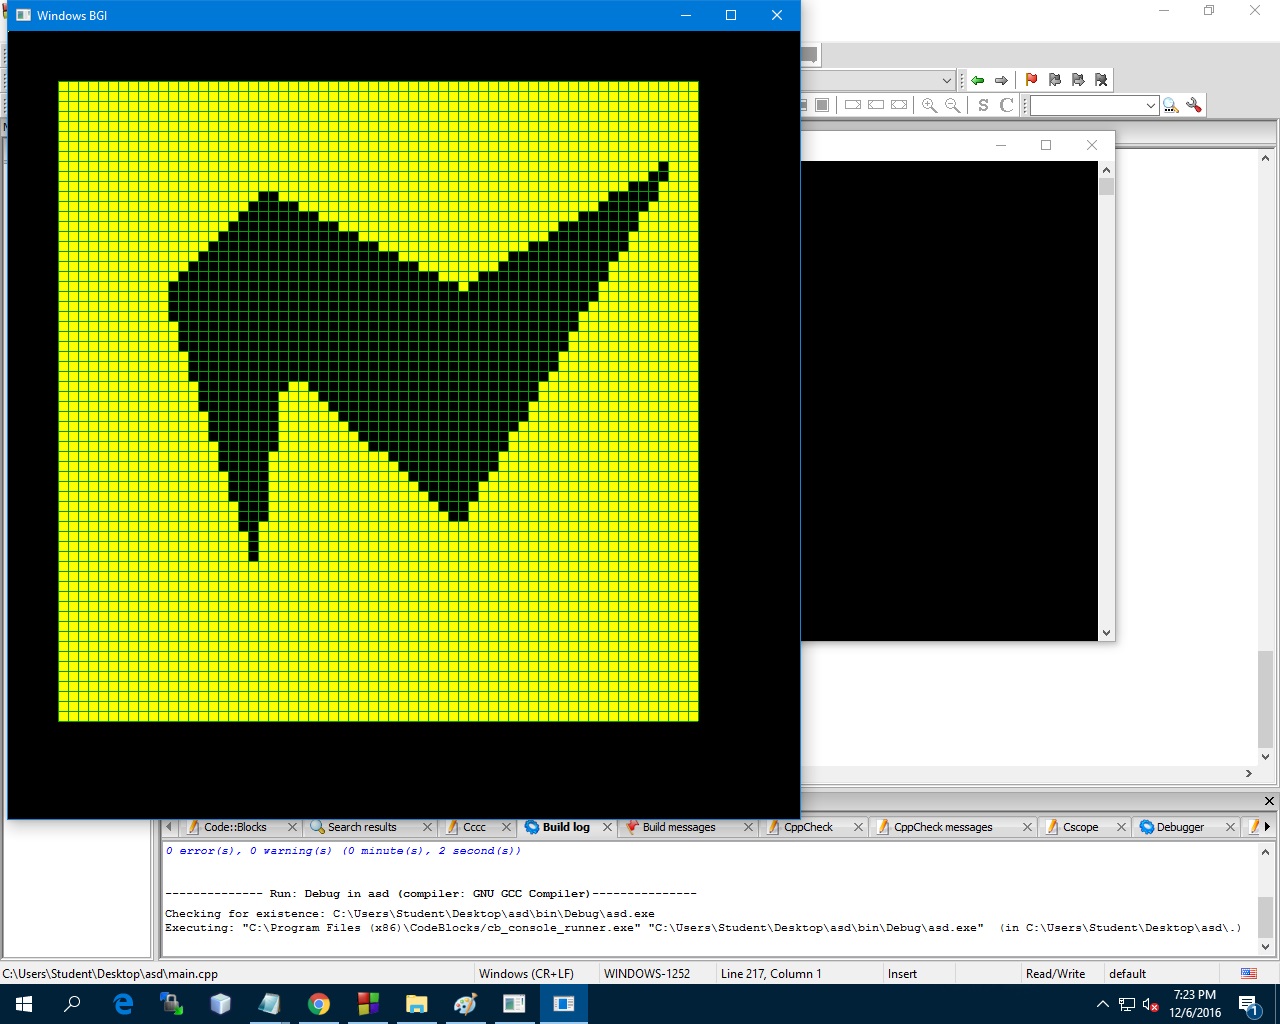 Windows BGI
S C
Code::Blocks
Search results
Cccc
Build log
Build messages
CppCheck
CppCheck messages
Cscope
Debugger
0 error(s), 0 warning(s) (0 minute(s), 2 second(s))
-------------- Run: Debug in asd (compiler: GNU GCC Compiler)---------------
Checking for existence: C:\Users\Student\Desktop\asd\bin\Debug\asd.exe
Executing: "C:\Program Files (x86)\CodeBlocks/cb_console_runner.exe" "C:\Users\Student\Desktop\asd\bin\Debug\asd.exe"  (in C:\Users\Student\Desktop\asd\.)
C:\Users\Student\Desktop\asd\main.cpp
Windows (CR+LF)
WINDOWS-1252
Line 217, Column 1
Insert
Read/Write
default
7:23 PM
12/6/2016
1